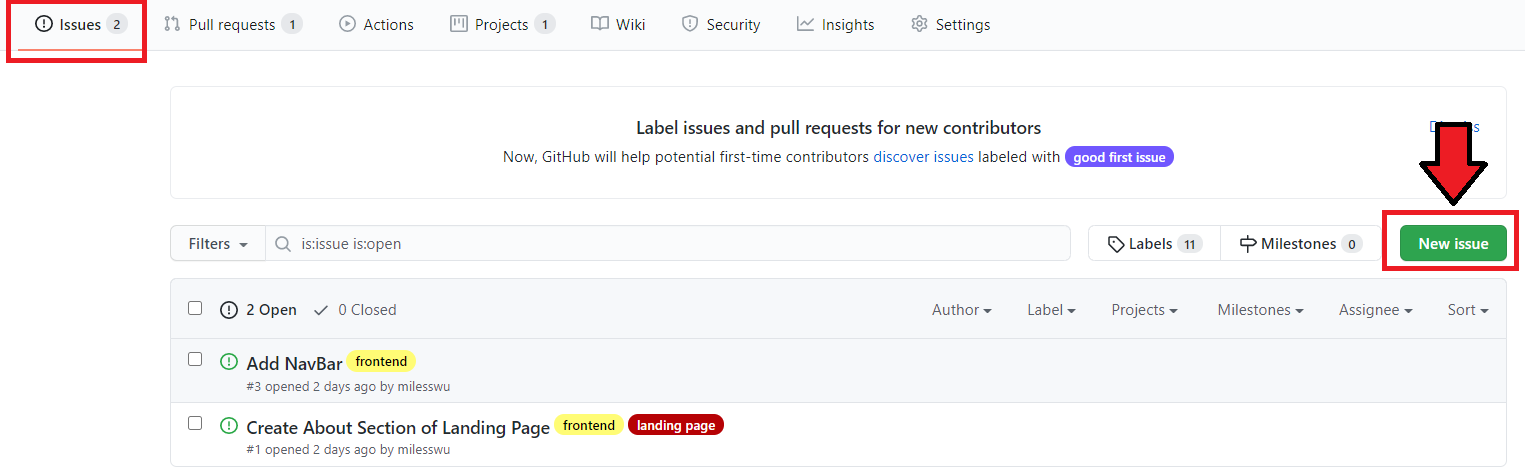 Issues 2 Pull requests 1 Actions Projects 1 Wiki Security Insights Settings
Label issues and pull requests for new contributors
Now, GitHub will help potential first-time contributors discover issues labeled with good first issue
Filters is:issue is:open Labels 11 Milestones 0 New issue
2 Open 0 Closed Author Label Projects Milestones Assignee Sort
Add NavBar frontend
#3 opened 2 days ago by milesswu
Create About Section of Landing Page frontend landing page
#1 opened 2 days ago by milesswu